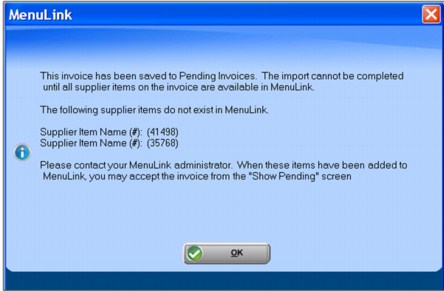 MenuLink
This invoice has been saved to Pending Invoices. The import cannot be completed
until all supplier items on the invoice are available in MenuLink.
The following supplier items do not exist in MenuLink.
Supplier Item Name (#): (41498)
Supplier Item Name (#): (35768)
Please contact your MenuLink administrator. When these items have been added to
MenuLink, you may accept the invoice from the "Show Pending" screen
OK